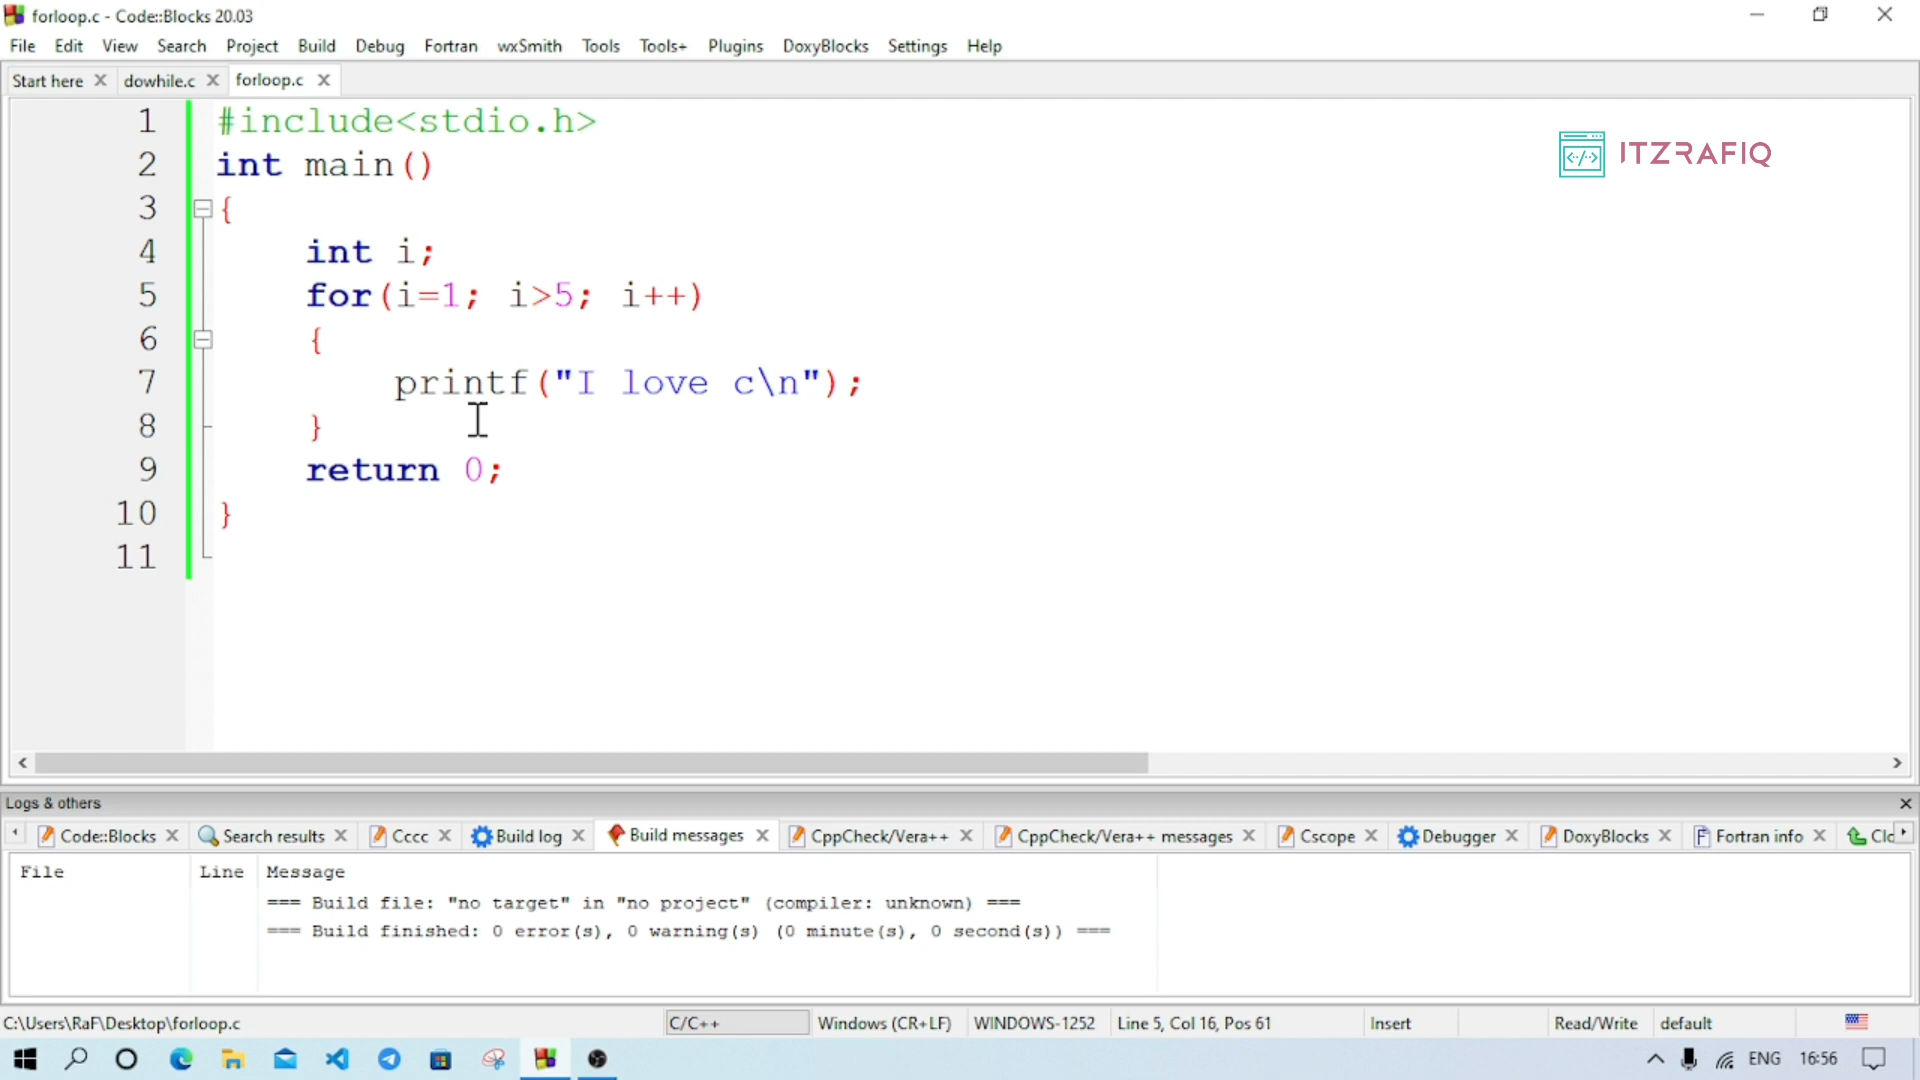 forloop.c - Code::Blocks 20.03
File Edit View Search Project Build Debug Fortran wxSmith Tools Tools+ Plugins DoxyBlocks Settings Help
Start here dowhile.c forloop.c
1 #include<stdio.h>
2 int main()
3 {
4 int i;
5 for(i=1; i>5; i++)
6 {
7 printf("I love c\n");
8 }
9 return 0;
10 }
11
</> ITZRAFIQ
Logs & others
Code::Blocks Search results Cccc Build log Build messages CppCheck/Vera++ CppCheck/Vera++ messages Cscope Debugger DoxyBlocks Fortran info Clo
File Line Message
=== Build file: "no target" in "no project" (compiler: unknown) ===
=== Build finished: 0 error(s), 0 warning(s) (0 minute(s), 0 second(s)) ===
C:\Users\RaF\Desktop\forloop.c C/C++ Windows (CR+LF) WINDOWS-1252 Line 5, Col 16, Pos 61 Insert Read/Write default
ENG 16:56